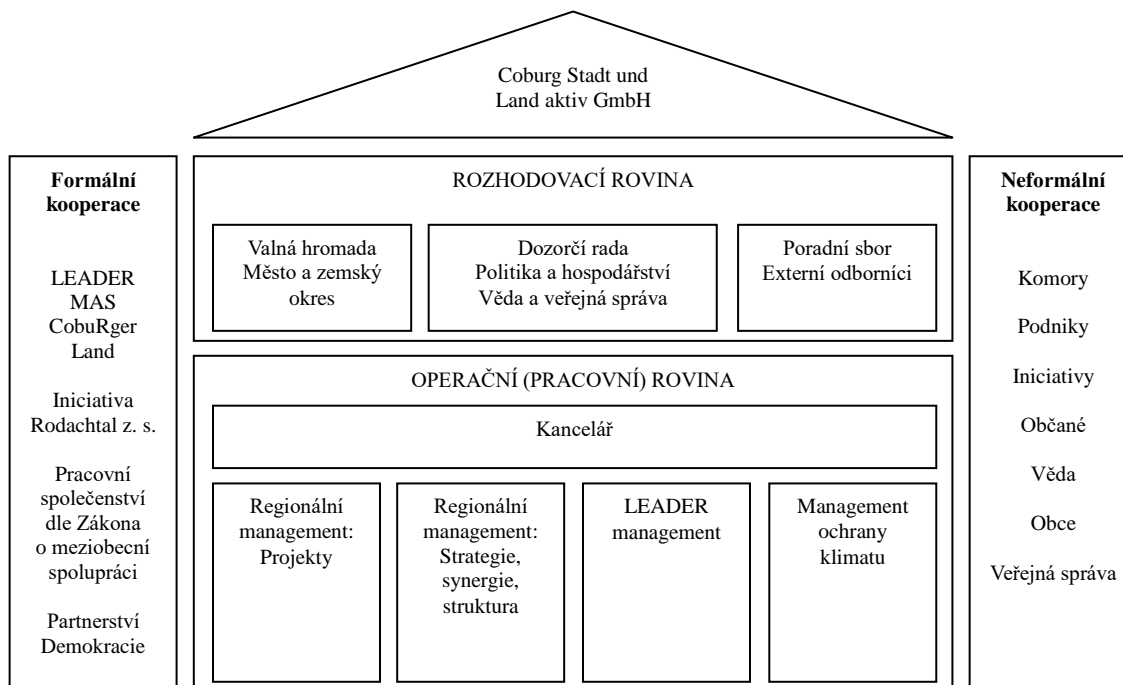 Coburg Stadt und
Land aktiv GmbH
Formální
kooperace
LEADER
MAS
CobuRger
Land
Iniciativa
Rodachtal z. s.
Pracovní
společenství
dle Zákona
o meziobecní
spolupráci
Partnerství
Demokracie
ROZHODOVACÍ ROVINA
Valná hromada
Město a zemský
okres
Dozorčí rada
Politika a hospodářství
Věda a veřejná správa
Poradní sbor
Externí odborníci
OPERAČNÍ (PRACOVNÍ) ROVINA
Kancelář
Regionální
management:
Projekty
Regionální
management:
Strategie,
synergie,
struktura
LEADER
management
Management
ochrany
klimatu
Neformální
kooperace
Komory
Podniky
Iniciativy
Občané
Věda
Obce
Veřejná správa